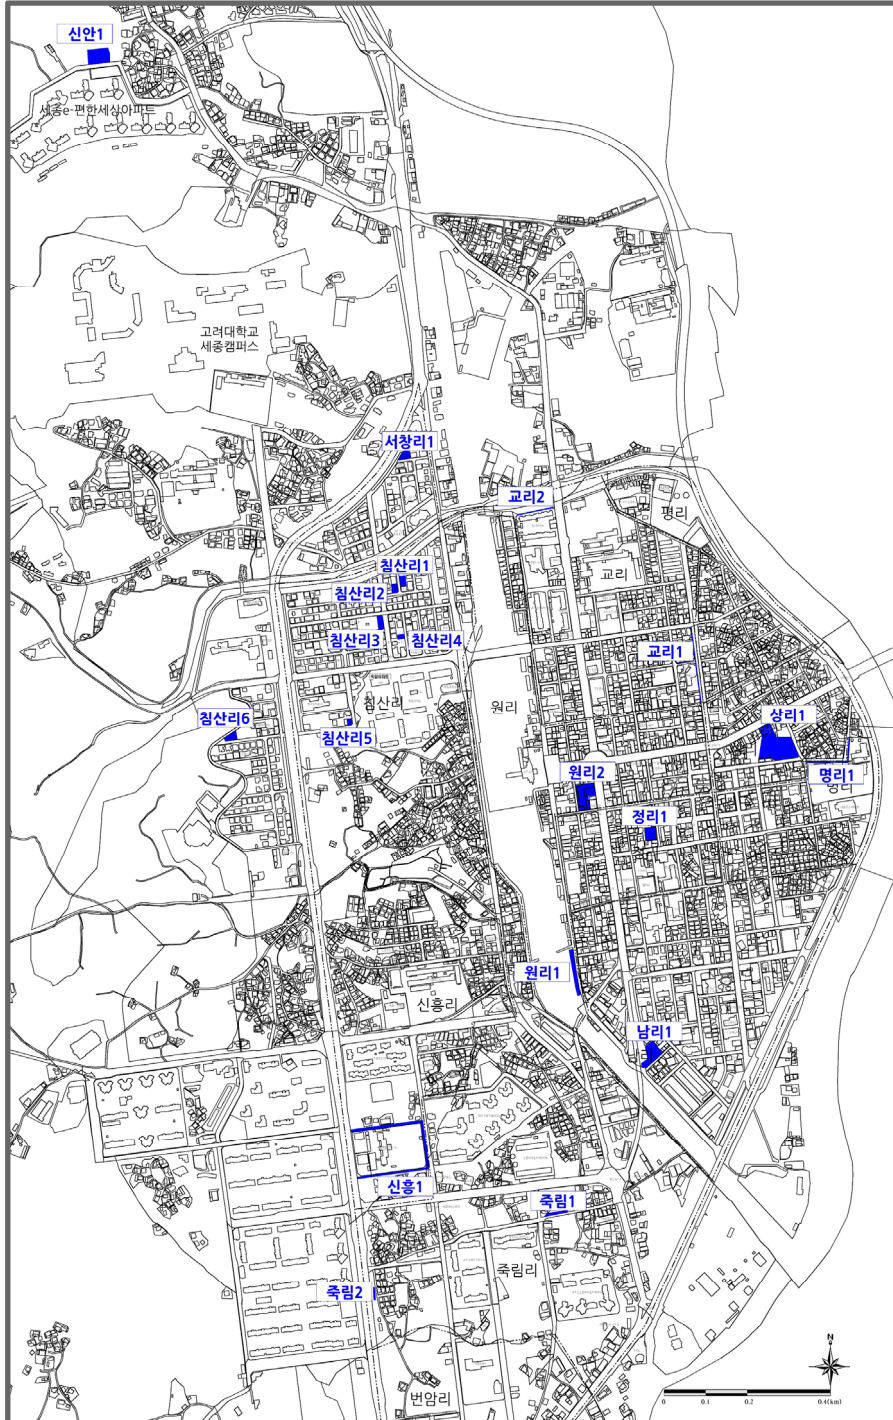 신안1
세종e-편한세상아파트
고려대학교
세종캠퍼스
서창리1
교리2
평리
침산리1
교리
침산리2
침산리3
침산리4
교리1
침산리
원리
침산리6
상리1
침산리5
원리2
명리1
명리
정리1
원리1
신흥리
남리1
신흥1
죽림1
죽림리
죽림2
번암리
N
0
0.1
0.2
0.4(km)